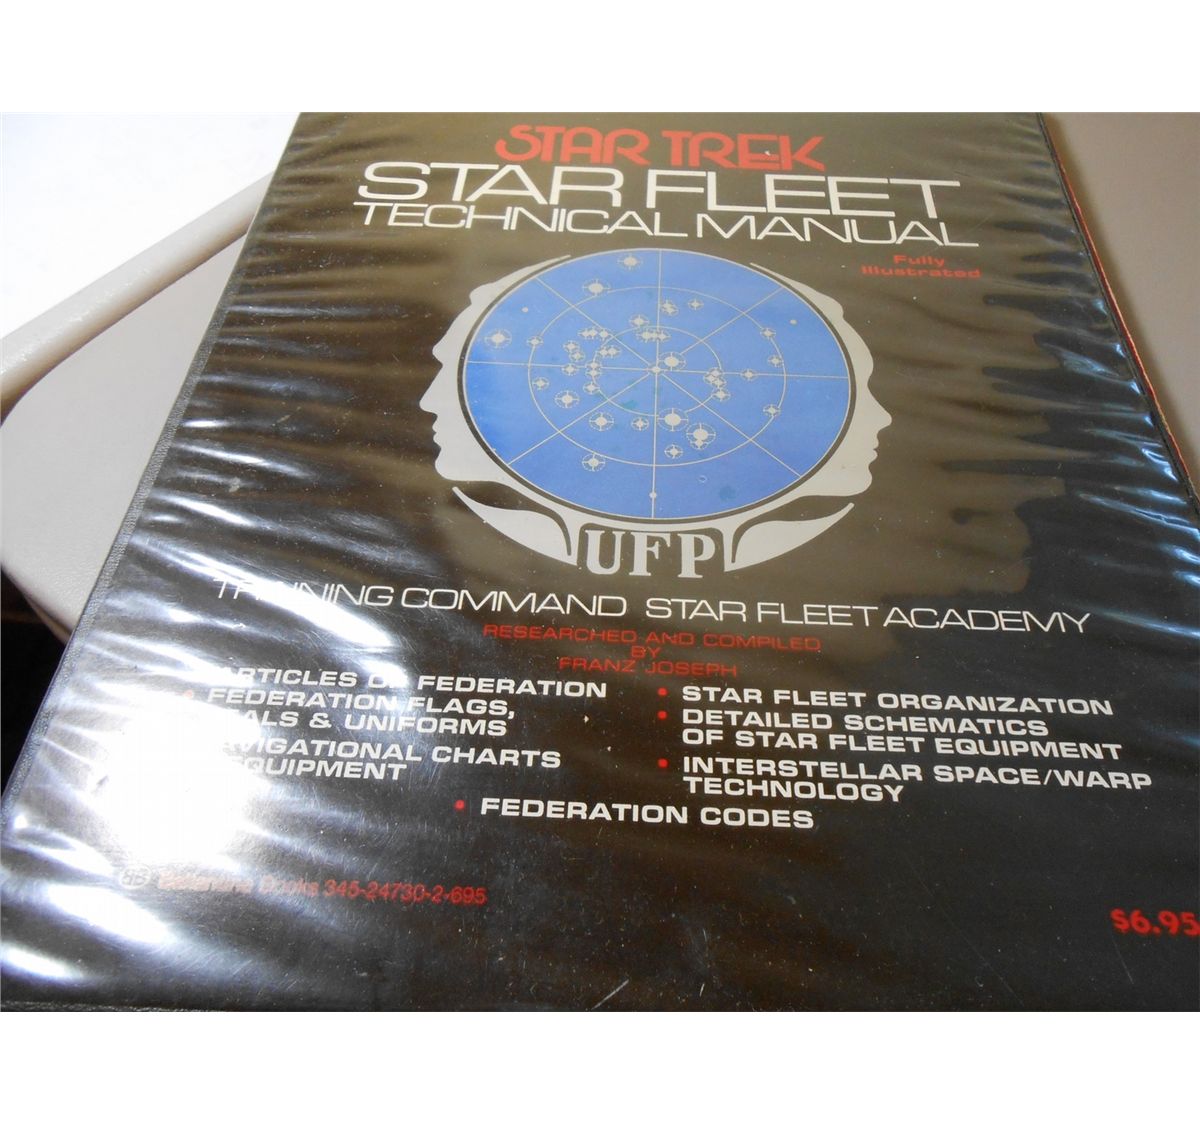 STAR TREK
STAR FLEET
TECHNICAL MANUAL
Fully
Illustrated
UFP
COMMAND STAR FLEET ACADEMY
RESEARCHED AND COMPILED
BY
FRANZ JOSEPH
FEDERATION
FEDERATION FLAGS,
& UNIFORMS
CHARTS
• STAR FLEET ORGANIZATION
• DETAILED SCHEMATICS
OF STAR FLEET EQUIPMENT
• INTERSTELLAR SPACE/WARP
TECHNOLOGY
• FEDERATION CODES
Books 345-24730-2-695
$6.95